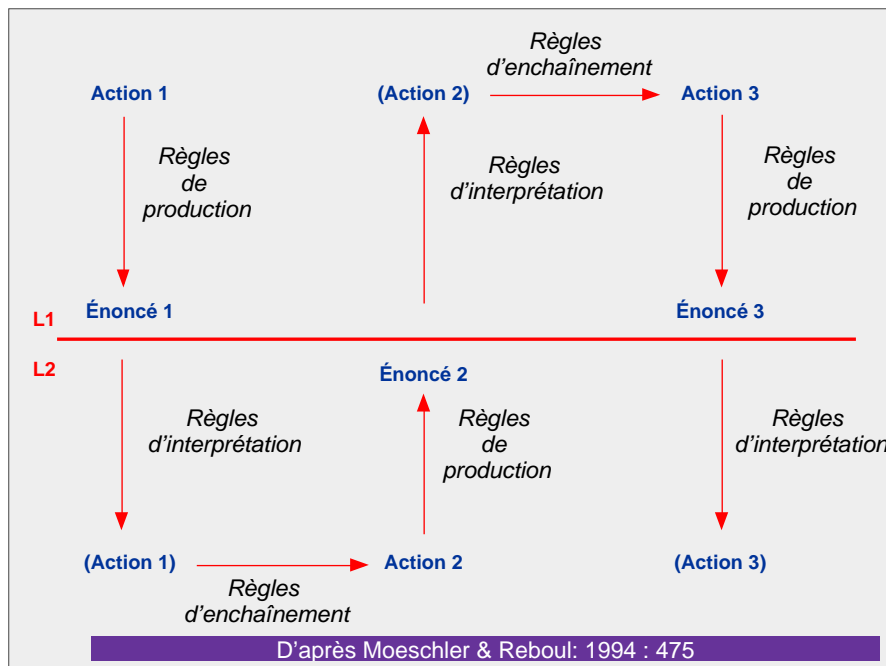 Règles
d’enchaînement
Action 1
(Action 2)
Action 3
Règles
de
production
Règles
d’interprétation
Règles
de
production
Énoncé 1
Énoncé 3
L1
L2
Énoncé 2
Règles
d’interprétation
Règles
de
production
Règles
d’interprétation
(Action 1)
Action 2
(Action 3)
Règles
d’enchaînement
D’après Moeschler & Reboul: 1994 : 475